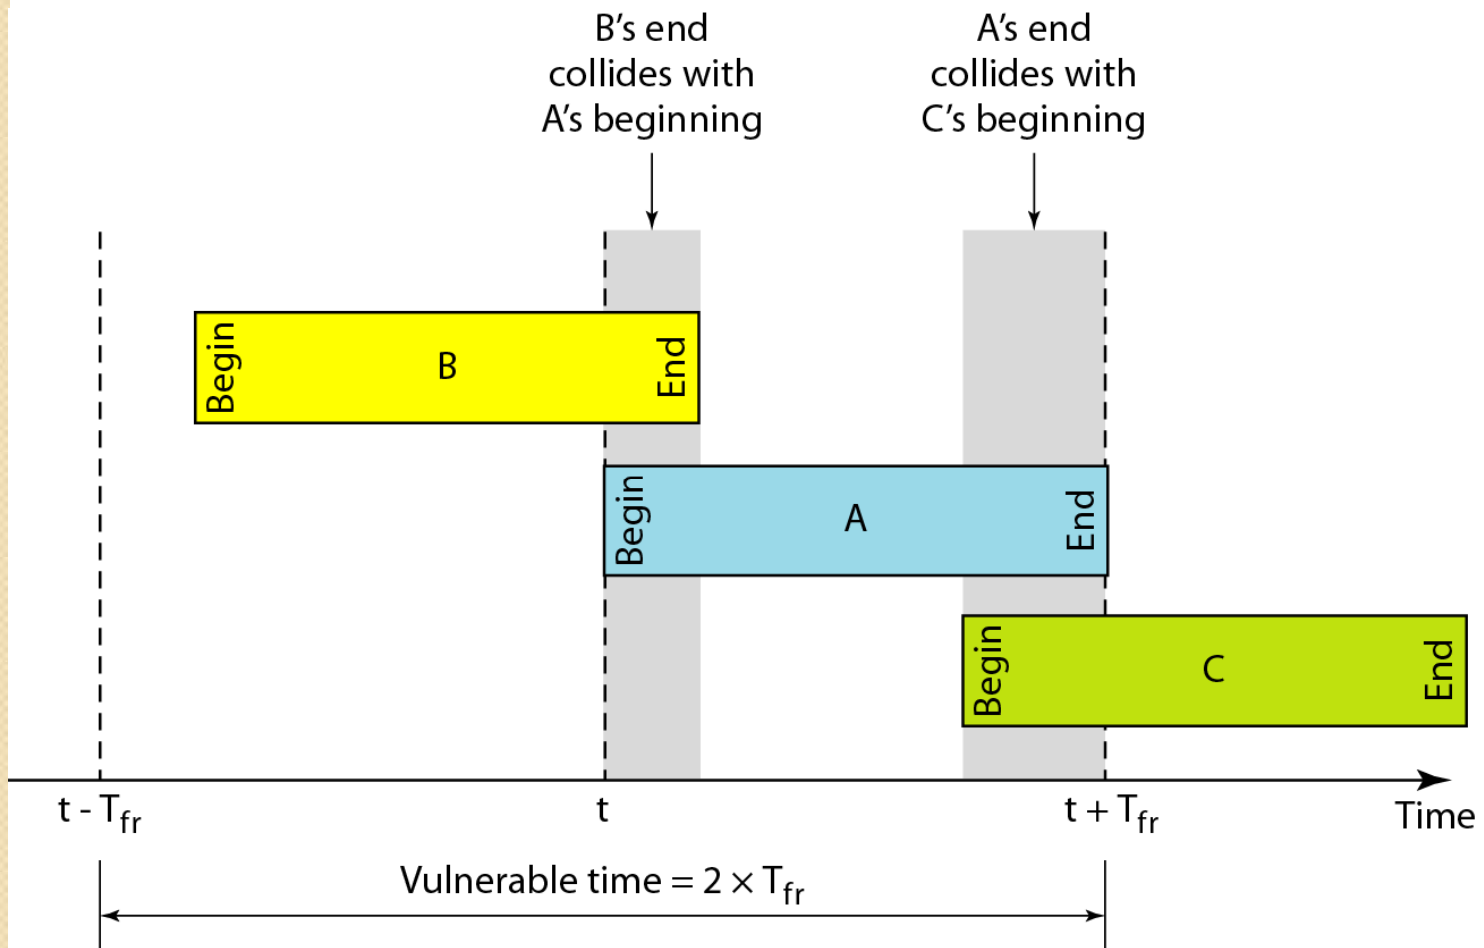 B’s end
collides with
A’s beginning
A’s end
collides with
C’s beginning
Begin
B
End
Begin
A
End
Begin
C
End
t - Tfr
t
t + Tfr
Time
Vulnerable time = 2 × Tfr